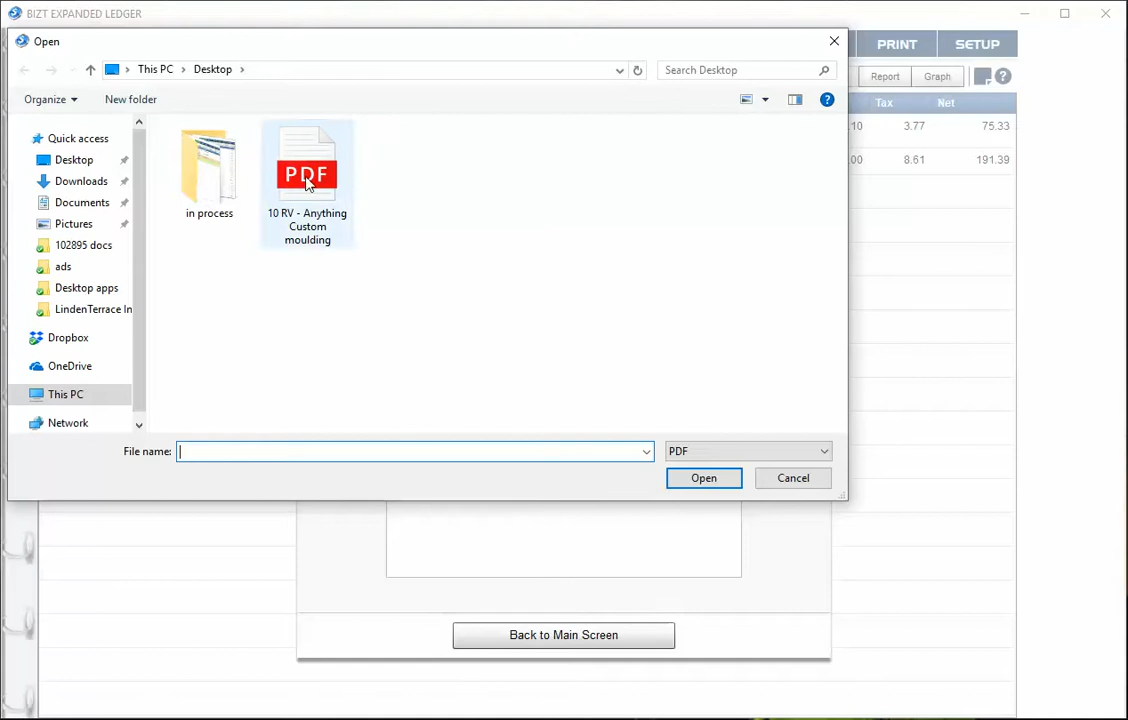 BIZT EXPANDED LEDGER
Open
PRINT SETUP
This PC > Desktop >
Search Desktop
Report Graph ?
Organize New folder
?
Tax Net
Quick access
Desktop
Downloads
Documents
Pictures
102895 docs
ads
Desktop apps
LindenTerrace In
Dropbox
OneDrive
This PC
Network
in process
PDF
10 RV - Anything
Custom
moulding
.10 3.77 75.33
.00 8.61 191.39
File name:
PDF
Open Cancel
Back to Main Screen